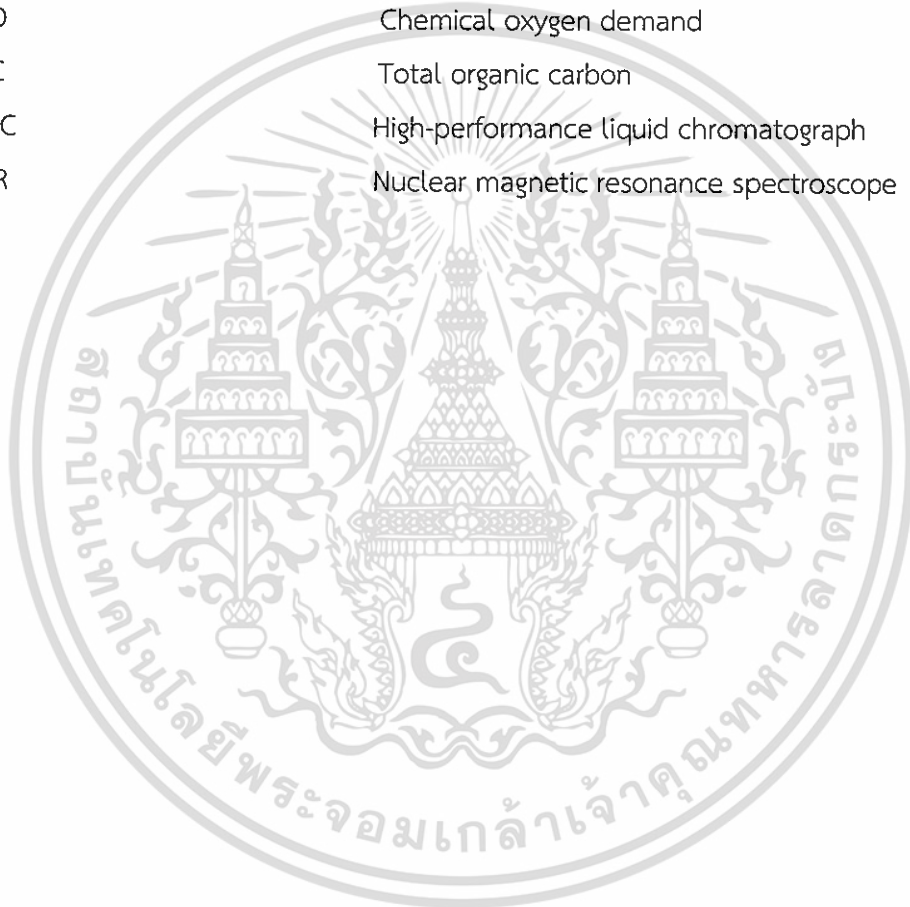 D Chemical oxygen demand
C Total organic carbon
C High-performance liquid chromatograph
R Nuclear magnetic resonance spectroscope
สถาบันเทคโนโลยีพระจอมเกล้าเจ้าคุณทหารลาดกระบัง
๔